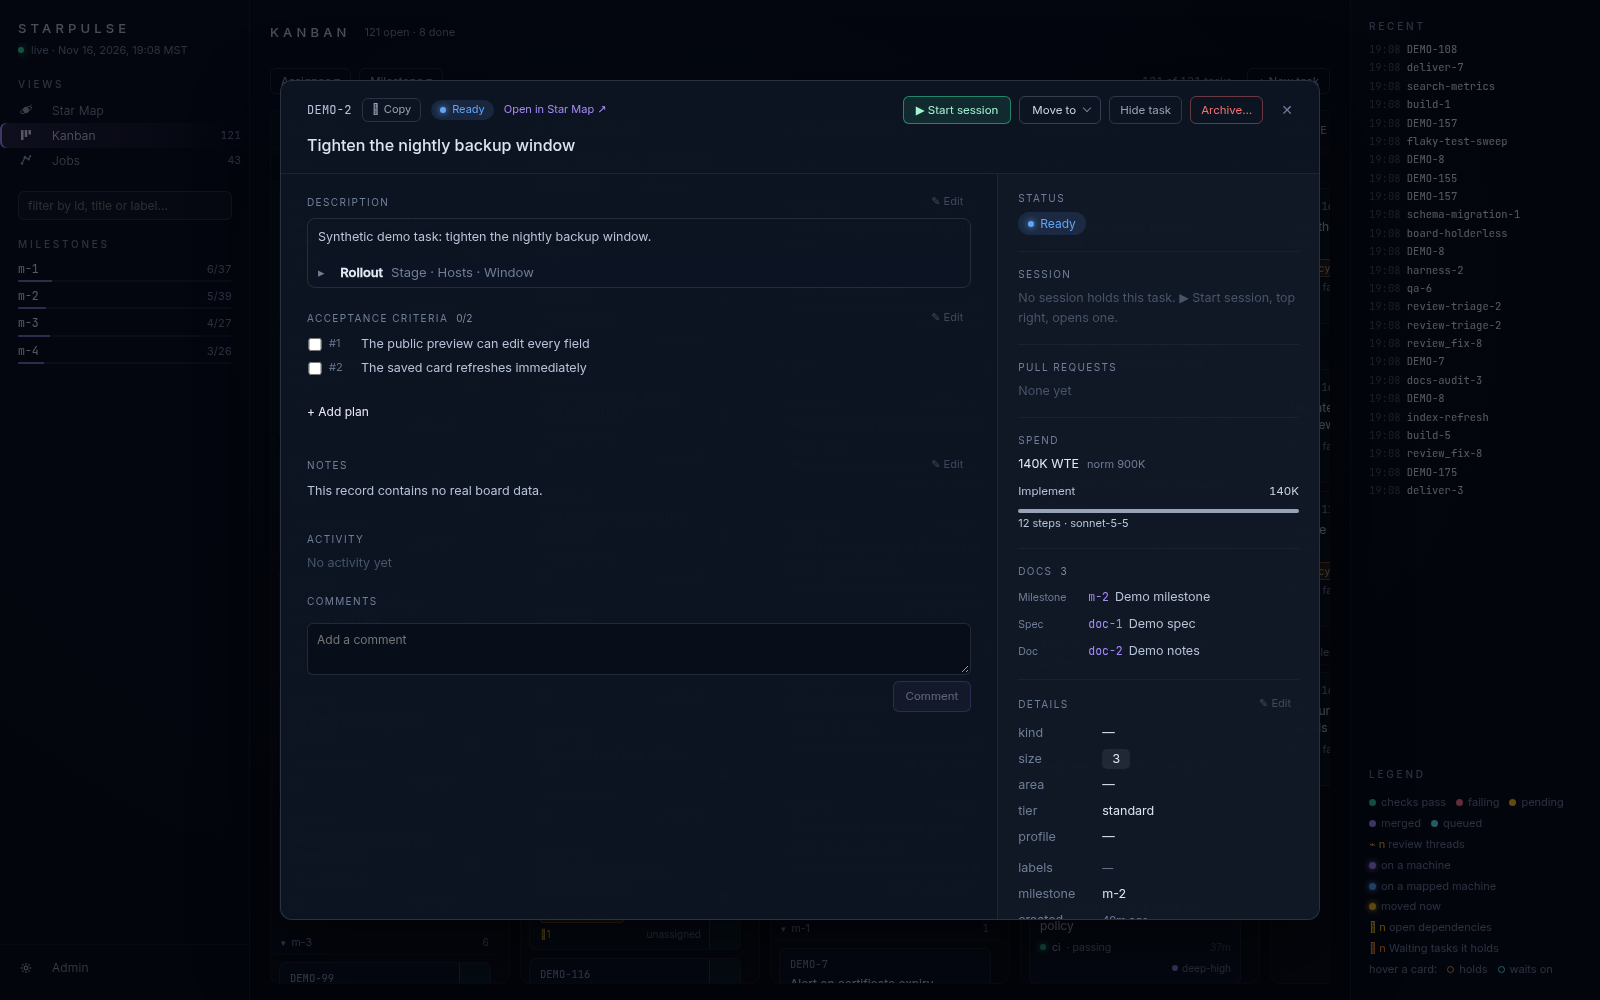 STARPULSE
live · Nov 16, 2026, 19:08 MST
VIEWS
Star Map
Kanban 121
Jobs 43
filter by id, title or label...
MILESTONES
m-1 6/37
m-2 5/39
m-3 4/27
m-4 3/26
Admin
KANBAN 121 open · 8 done
DEMO-2 Copy Ready Open in Star Map ↗
▶ Start session Move to Hide task Archive... ✕
Tighten the nightly backup window
DESCRIPTION ✎ Edit
Synthetic demo task: tighten the nightly backup window.
▸ Rollout Stage · Hosts · Window
ACCEPTANCE CRITERIA 0/2 ✎ Edit
#1 The public preview can edit every field
#2 The saved card refreshes immediately
+ Add plan
NOTES ✎ Edit
This record contains no real board data.
ACTIVITY
No activity yet
COMMENTS
Add a comment
Comment
STATUS
Ready
SESSION
No session holds this task. ▶ Start session, top
right, opens one.
PULL REQUESTS
None yet
SPEND
140K WTE norm 900K
Implement 140K
12 steps · sonnet-5-5
DOCS 3
Milestone m-2 Demo milestone
Spec doc-1 Demo spec
Doc doc-2 Demo notes
DETAILS ✎ Edit
kind —
size 3
area —
tier standard
profile —
labels —
milestone m-2
▾ m-3 6
DEMO-99
1 unassigned
DEMO-116
▾ m-1 1
DEMO-7
Alert on certificate expiry
policy
ci · passing 37m
deep-high
RECENT
19:08 DEMO-108
19:08 deliver-7
19:08 search-metrics
19:08 build-1
19:08 DEMO-157
19:08 flaky-test-sweep
19:08 DEMO-8
19:08 DEMO-155
19:08 DEMO-157
19:08 schema-migration-1
19:08 board-holderless
19:08 DEMO-8
19:08 harness-2
19:08 qa-6
19:08 review-triage-2
19:08 review-triage-2
19:08 review_fix-8
19:08 DEMO-7
19:08 docs-audit-3
19:08 DEMO-8
19:08 index-refresh
19:08 build-5
19:08 review_fix-8
19:08 DEMO-175
19:08 deliver-3
LEGEND
checks pass failing pending
merged queued
n review threads
on a machine
on a mapped machine
moved now
n open dependencies
n Waiting tasks it holds
hover a card: holds waits on